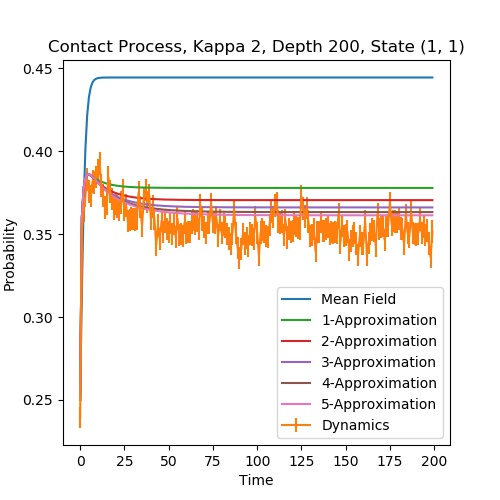 Contact Process, Kappa 2, Depth 200, State (1, 1)
0.45
0.40
0.35
0.30
0.25
Probability
0
25
50
75
100
125
150
175
200
Time
Mean Field
1-Approximation
2-Approximation
3-Approximation
4-Approximation
5-Approximation
Dynamics